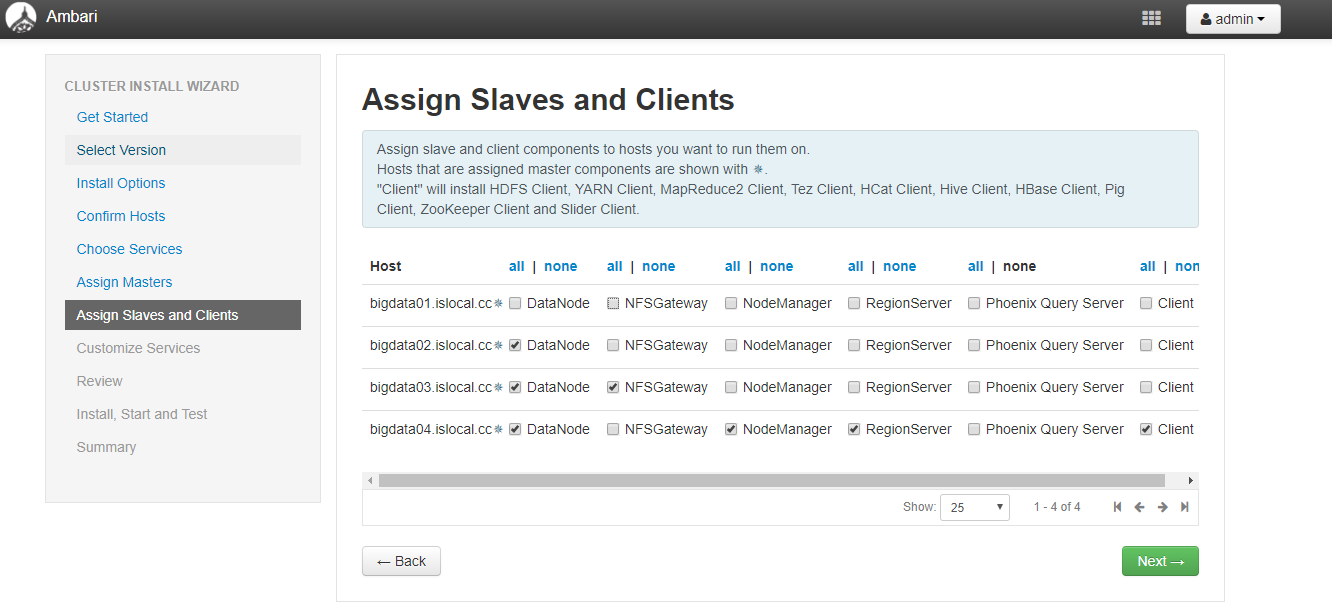 Ambari
admin
CLUSTER INSTALL WIZARD
Get Started
Select Version
Install Options
Confirm Hosts
Choose Services
Assign Masters
Assign Slaves and Clients
Customize Services
Review
Install, Start and Test
Summary
Assign Slaves and Clients
Assign slave and client components to hosts you want to run them on.
Hosts that are assigned master components are shown with ✵.
"Client" will install HDFS Client, YARN Client, MapReduce2 Client, Tez Client, HCat Client, Hive Client, HBase Client, Pig
Client, ZooKeeper Client and Slider Client.
Host all | none all | none all | none all | none all | none all | non
bigdata01.islocal.cc✵ DataNode NFSGateway NodeManager RegionServer Phoenix Query Server Client
bigdata02.islocal.cc✵ DataNode NFSGateway NodeManager RegionServer Phoenix Query Server Client
bigdata03.islocal.cc✵ DataNode NFSGateway NodeManager RegionServer Phoenix Query Server Client
bigdata04.islocal.cc✵ DataNode NFSGateway NodeManager RegionServer Phoenix Query Server Client
Show: 25 1 - 4 of 4
← Back
Next →